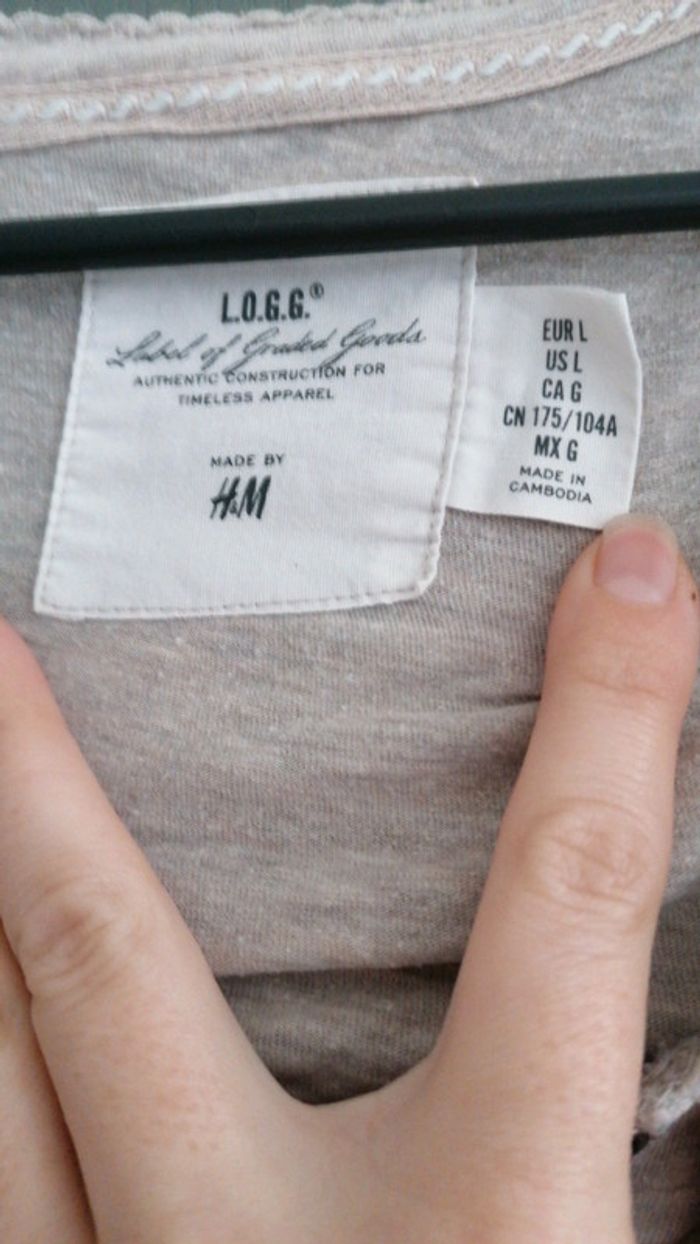 L.O.G.G.®
Label of Graded Goods
AUTHENTIC CONSTRUCTION FOR
TIMELESS APPAREL
MADE BY
H&M
EUR L
US L
CA G
CN 175/104A
MX G
MADE IN
CAMBODIA